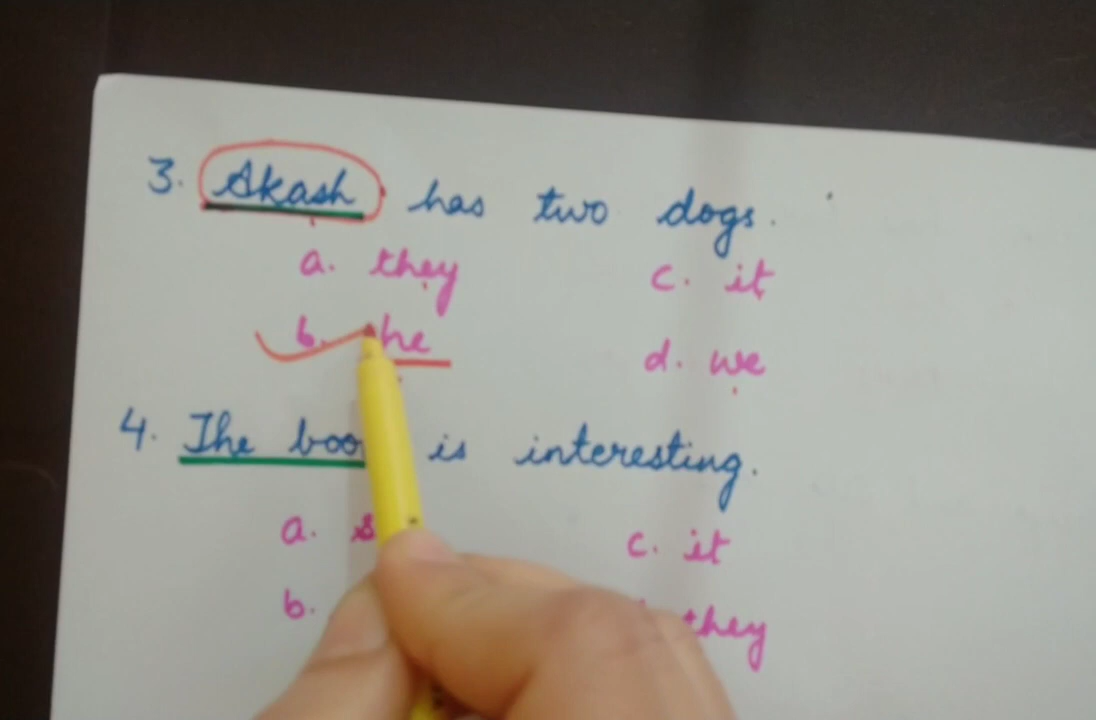 3. Akash has two dogs.
a. they c. it
b. he d. we
4. The boo is interesting.
a. s c. it
b. they